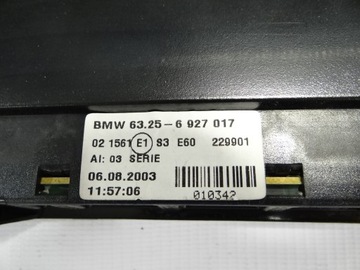 BMW 63.25-6 927 017
02 1561 E1 S3 E60 229901
AI: 03 SERIE
06.08.2003
11:57:06
010342